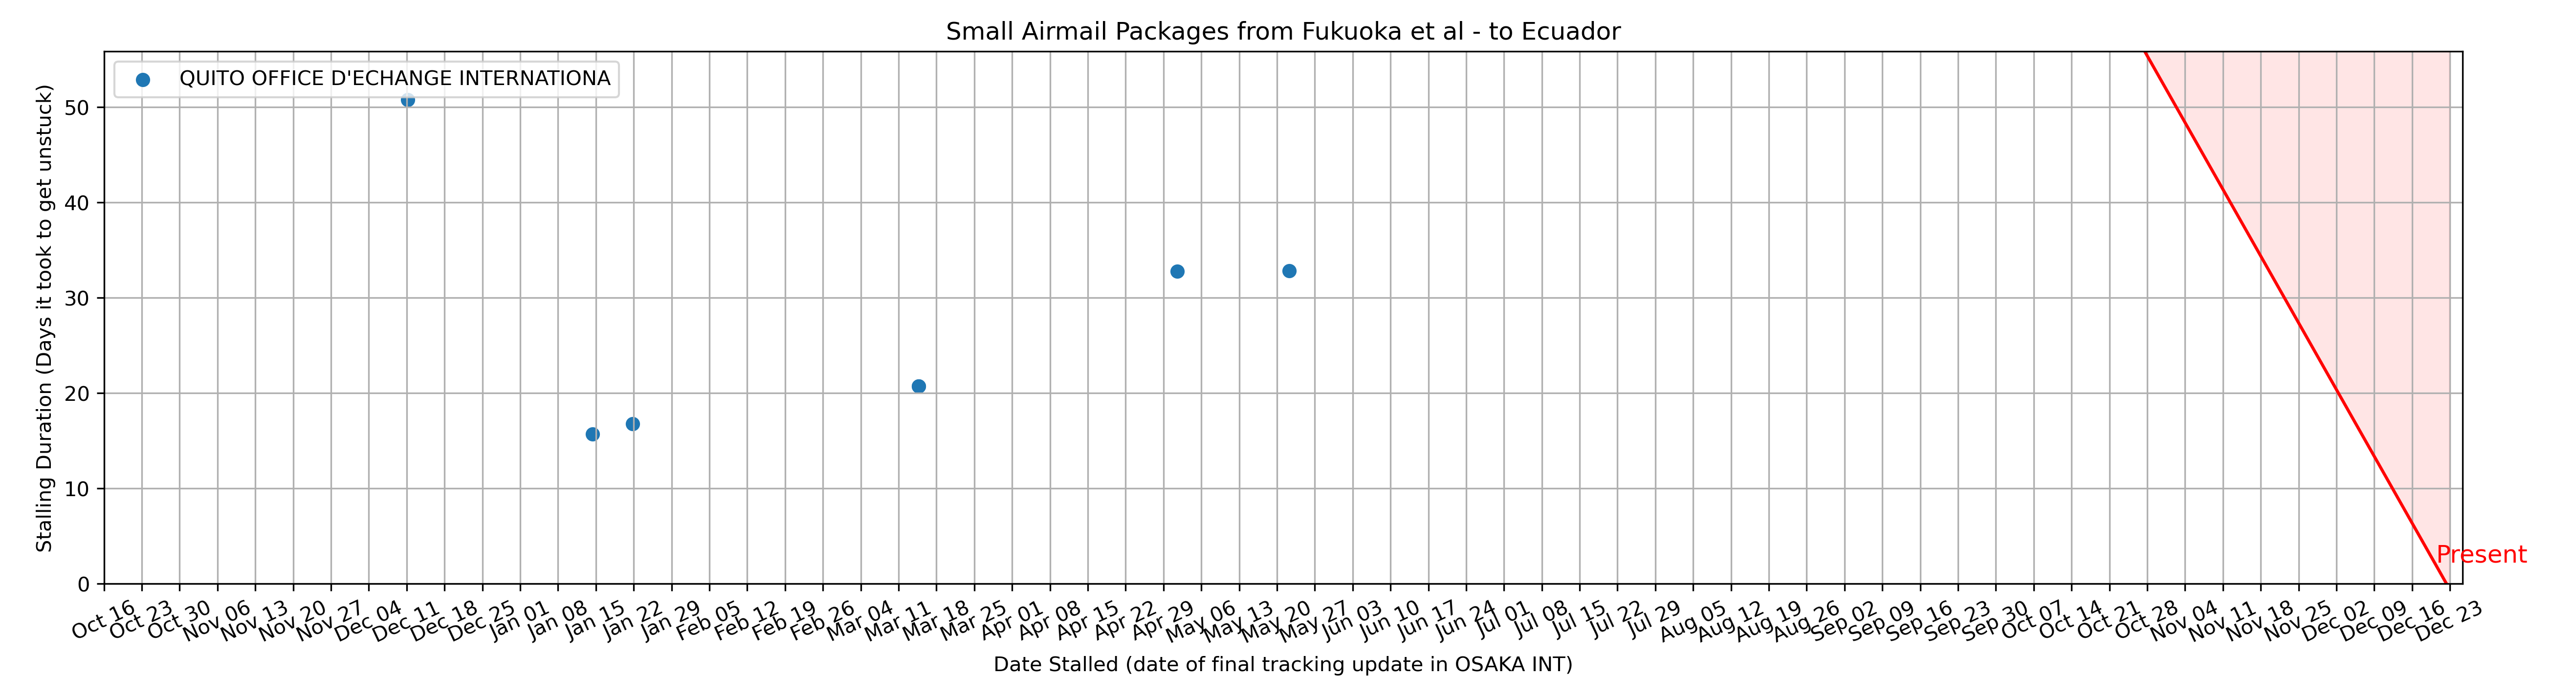 Small Airmail Packages from Fukuoka et al - to Ecuador
QUITO OFFICE D'ECHANGE INTERNATIONA
Stalling Duration (Days it took to get unstuck)
50
40
30
20
10
0
Present
Oct 16
Oct 23
Oct 30
Nov 06
Nov 13
Nov 20
Nov 27
Dec 04
Dec 11
Dec 18
Dec 25
Jan 01
Jan 08
Jan 15
Jan 22
Jan 29
Feb 05
Feb 12
Feb 19
Feb 26
Mar 04
Mar 11
Mar 18
Mar 25
Apr 01
Apr 08
Apr 15
Apr 22
Apr 29
May 06
May 13
May 20
May 27
Jun 03
Jun 10
Jun 17
Jun 24
Jul 01
Jul 08
Jul 15
Jul 22
Jul 29
Aug 05
Aug 12
Aug 19
Aug 26
Sep 02
Sep 09
Sep 16
Sep 23
Sep 30
Oct 07
Oct 14
Oct 21
Oct 28
Nov 04
Nov 11
Nov 18
Nov 25
Dec 02
Dec 09
Dec 16
Dec 23
Date Stalled (date of final tracking update in OSAKA INT)